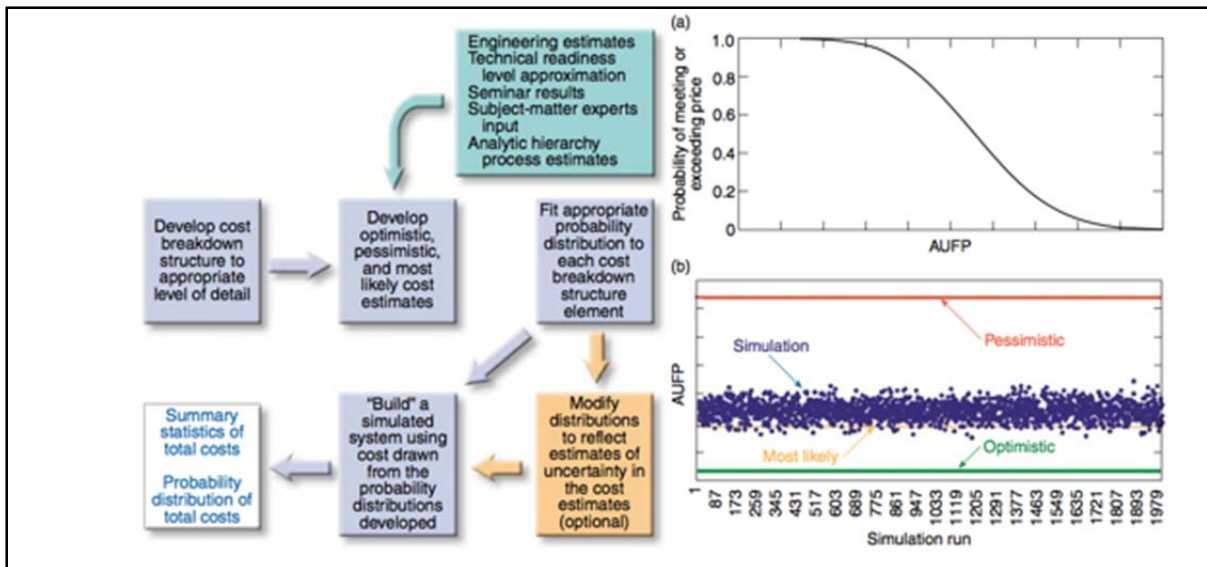 Engineering estimates
Technical readiness
level approximation
Seminar results
Subject-matter experts
input
Analytic hierarchy
process estimates
Develop cost
breakdown
structure to
appropriate
level of detail
Develop
optimistic,
pessimistic,
and most
likely cost
estimates
Fit appropriate
probability
distribution to
each cost
breakdown
structure
element
Summary
statistics of
total costs
Probability
distribution of
total costs
"Build" a
simulated
system using
cost drawn
from the
probability
distributions
developed
Modify
distributions
to reflect
estimates of
uncertainty in
the cost
estimates
(optional)
(a)
Probability of meeting or
exceeding price
1.0
0.8
0.6
0.4
0.2
0
AUFP
(b)
AUFP
Pessimistic
Simulation
Most likely
Optimistic
1
87
173
259
345
431
517
603
689
775
861
947
1033
1119
1205
1291
1377
1463
1549
1635
1721
1807
1893
1979
Simulation run